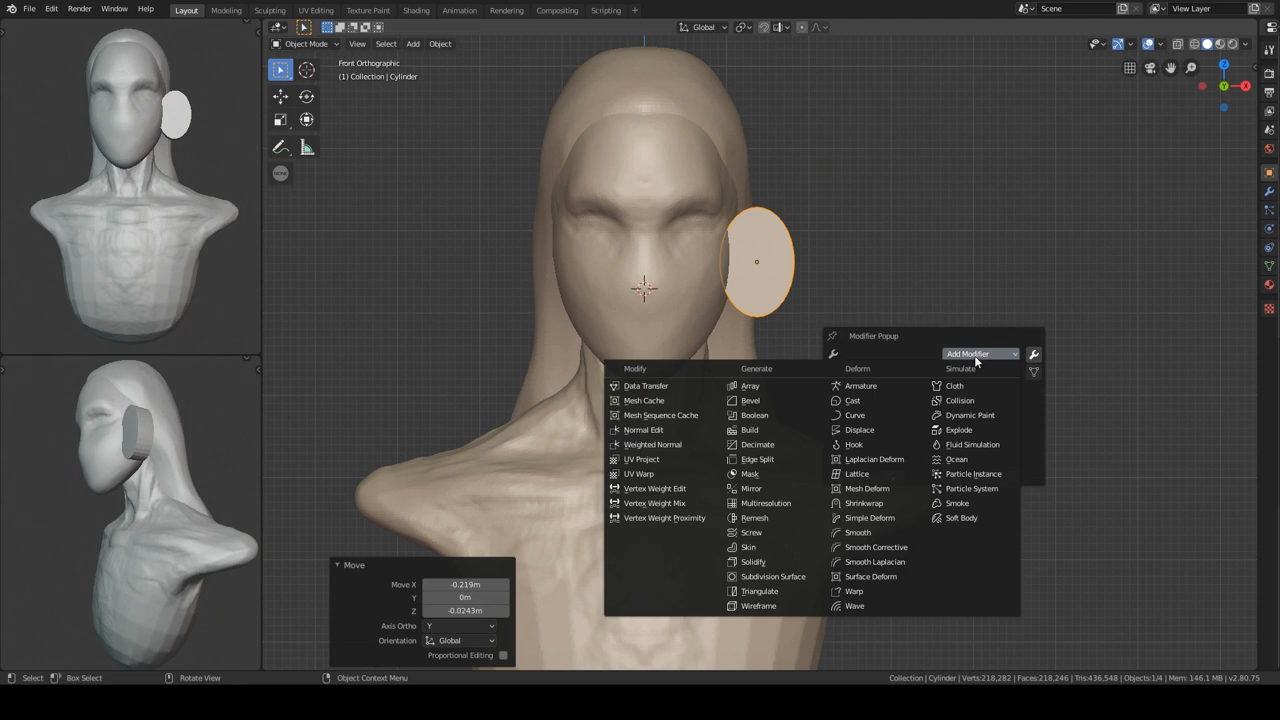 File Edit Render Window Help
Layout Modeling Sculpting UV Editing Texture Paint Shading Animation Rendering Compositing Scripting +
Scene
View Layer
Global
Object Mode View Select Add Object
Front Orthographic
(1) Collection | Cylinder
Z
Y
X
NONE
Modifier Popup
Add Modifier
Modify
Data Transfer
Mesh Cache
Mesh Sequence Cache
Normal Edit
Weighted Normal
UV Project
UV Warp
Vertex Weight Edit
Vertex Weight Mix
Vertex Weight Proximity
Generate
Array
Bevel
Boolean
Build
Decimate
Edge Split
Mask
Mirror
Multiresolution
Remesh
Screw
Skin
Solidify
Subdivision Surface
Triangulate
Wireframe
Deform
Armature
Cast
Curve
Displace
Hook
Laplacian Deform
Lattice
Mesh Deform
Shrinkwrap
Simple Deform
Smooth
Smooth Corrective
Smooth Laplacian
Surface Deform
Warp
Wave
Simulate
Cloth
Collision
Dynamic Paint
Explode
Fluid Simulation
Ocean
Particle Instance
Particle System
Smoke
Soft Body
Move
Move X -0.219m
Y 0m
Z -0.0243m
Axis Ortho Y
Orientation Global
Proportional Editing
Select Box Select Rotate View Object Context Menu
Collection | Cylinder | Verts:218,282 | Faces:218,246 | Tris:436,548 | Objects:1/4 | Mem: 146.1 MB | v2.80.75